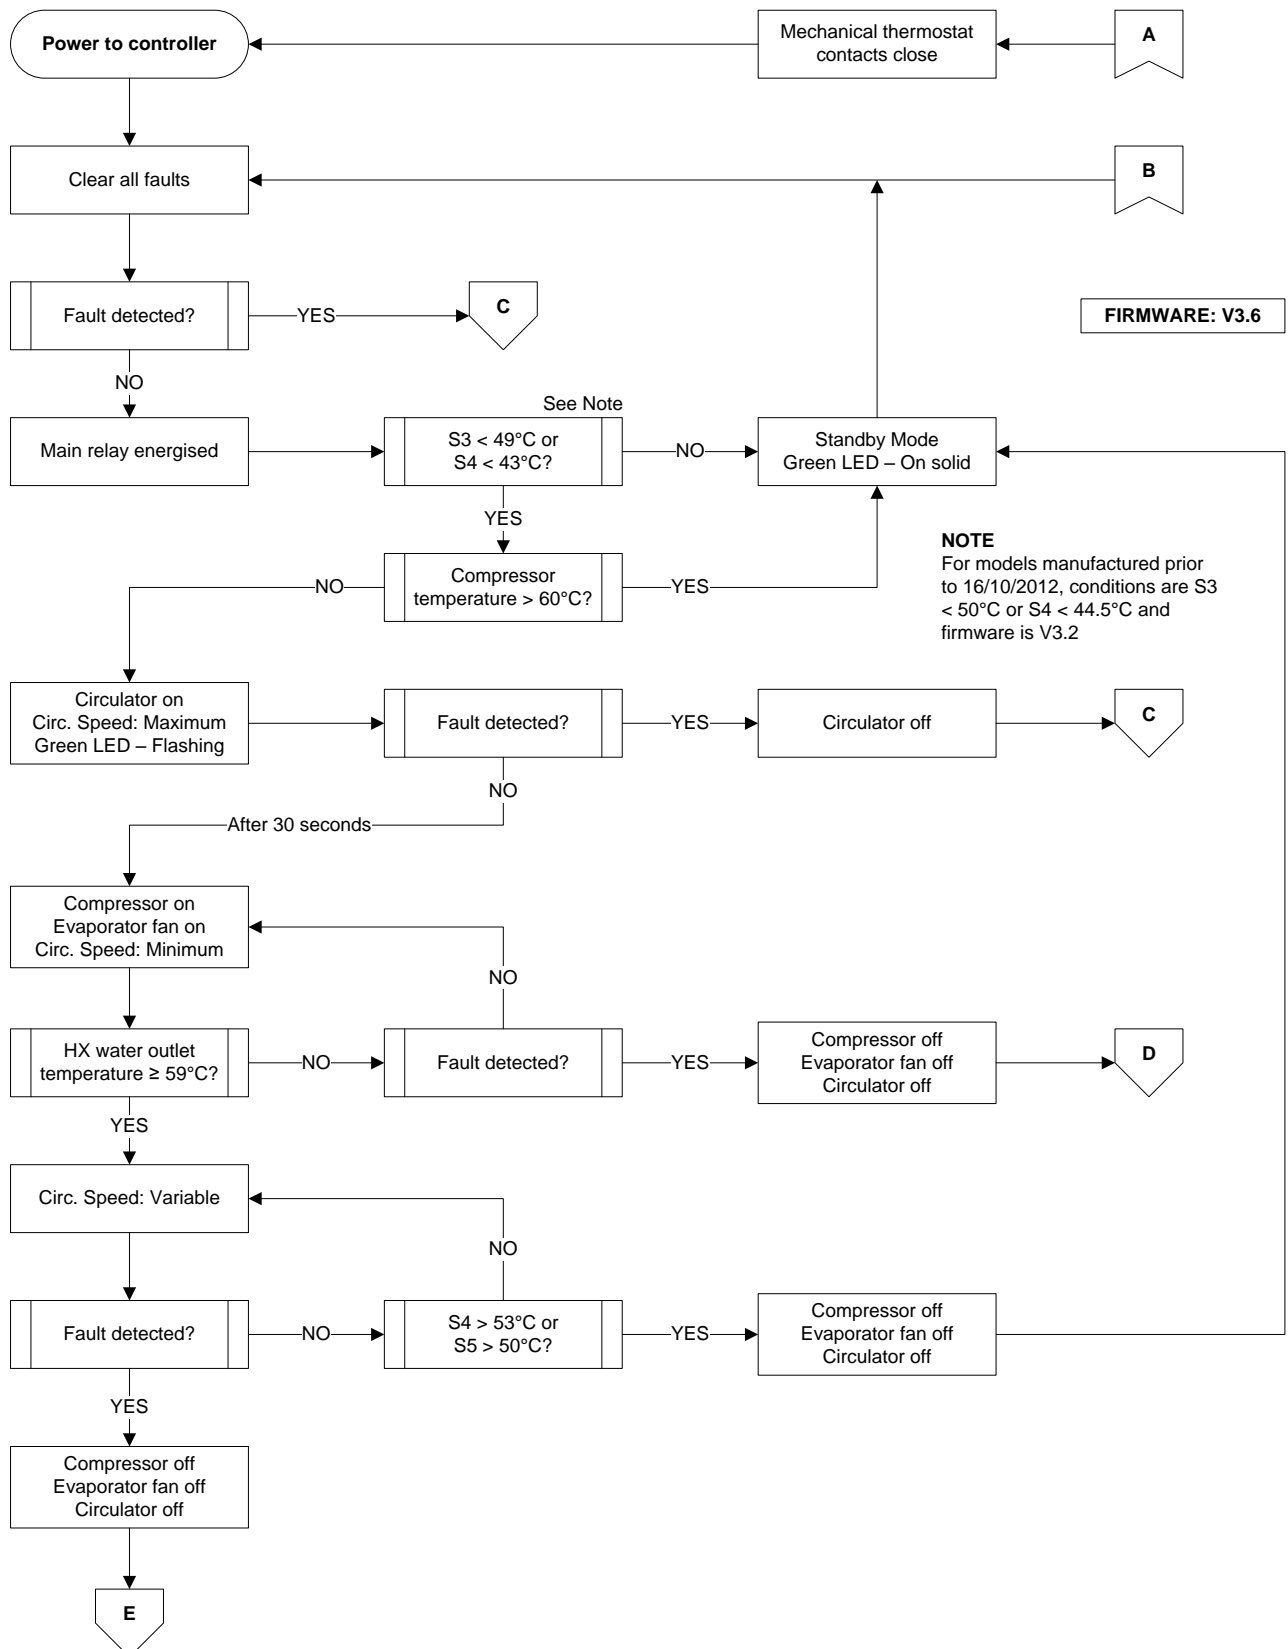 Power to controller
Mechanical thermostat
contacts close
A
Clear all faults
B
Fault detected?
YES
C
FIRMWARE: V3.6
NO
See Note
Main relay energised
S3 < 49°C or
S4 < 43°C?
NO
Standby Mode
Green LED – On solid
YES
NOTE
For models manufactured prior
to 16/10/2012, conditions are S3
< 50°C or S4 < 44.5°C and
firmware is V3.2
NO
Compressor
temperature > 60°C?
YES
Circulator on
Circ. Speed: Maximum
Green LED – Flashing
Fault detected?
YES
Circulator off
C
NO
After 30 seconds
Compressor on
Evaporator fan on
Circ. Speed: Minimum
NO
HX water outlet
temperature ≥ 59°C?
NO
Fault detected?
YES
Compressor off
Evaporator fan off
Circulator off
D
YES
Circ. Speed: Variable
NO
Fault detected?
NO
S4 > 53°C or
S5 > 50°C?
YES
Compressor off
Evaporator fan off
Circulator off
YES
Compressor off
Evaporator fan off
Circulator off
E